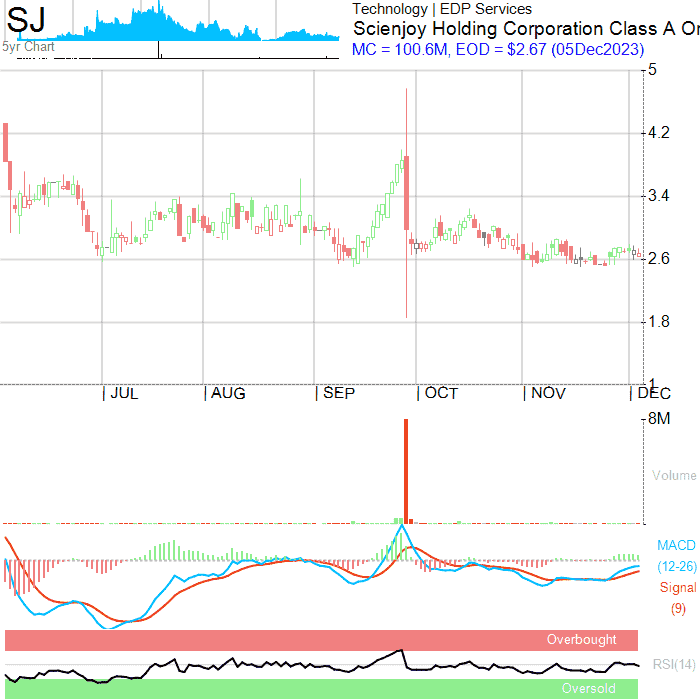 SJ
5yr Chart
Technology | EDP Services
Scienjoy Holding Corporation Class A Or
MC = 100.6M, EOD = $2.67 (05Dec2023)
5
4.2
3.4
2.6
1.8
1
JUL AUG SEP OCT NOV DEC
8M
Volume
MACD
(12-26)
Signal
(9)
Overbought
RSI(14)
Oversold